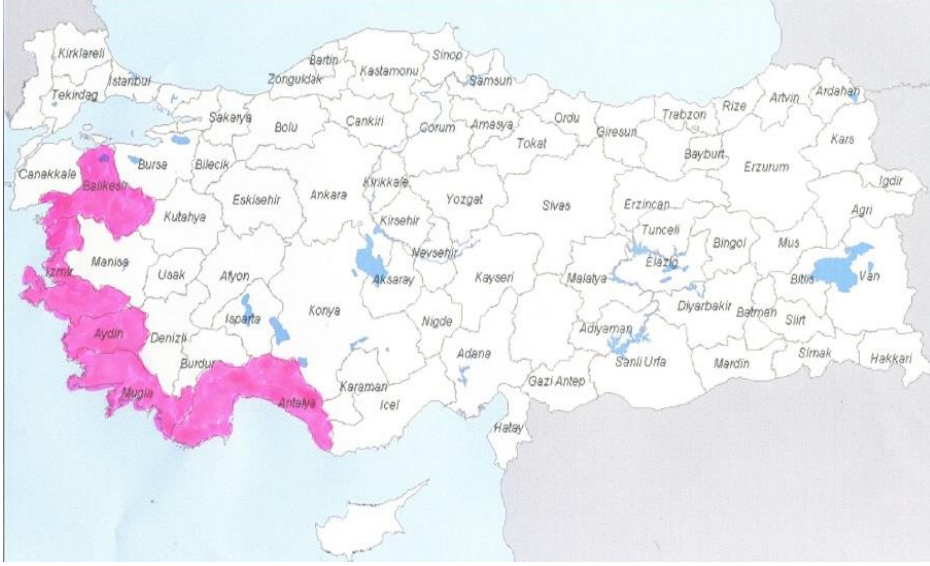 Kirklareli
Tekirdag
Istanbul
Zonguldak
Bartin
Kastamonu
Sinop
Samsun
Sakarya
Bolu
Cankiri
Corum
Amasya
Ordu
Tokat
Giresun
Trabzon
Rize
Artvin
Ardahan
Kars
Bayburt
Erzurum
Igdir
Agri
Canakkale
Balikesir
Bursa
Bilecik
Kutahya
Eskisehir
Ankara
Kirikkale
Kirsehir
Yozgat
Sivas
Erzincan
Tunceli
Bingol
Mus
Elazig
Bitlis
Van
Izmir
Manisa
Usak
Afyon
Konya
Aksaray
Nevsehir
Kayseri
Malatya
Diyarbakir
Batman
Siirt
Aydin
Denizli
Isparta
Burdur
Nigde
Adiyaman
Sanli Urfa
Mardin
Sirnak
Hakkari
Mugla
Antalya
Karaman
Icel
Adana
Gazi Antep
Hatay